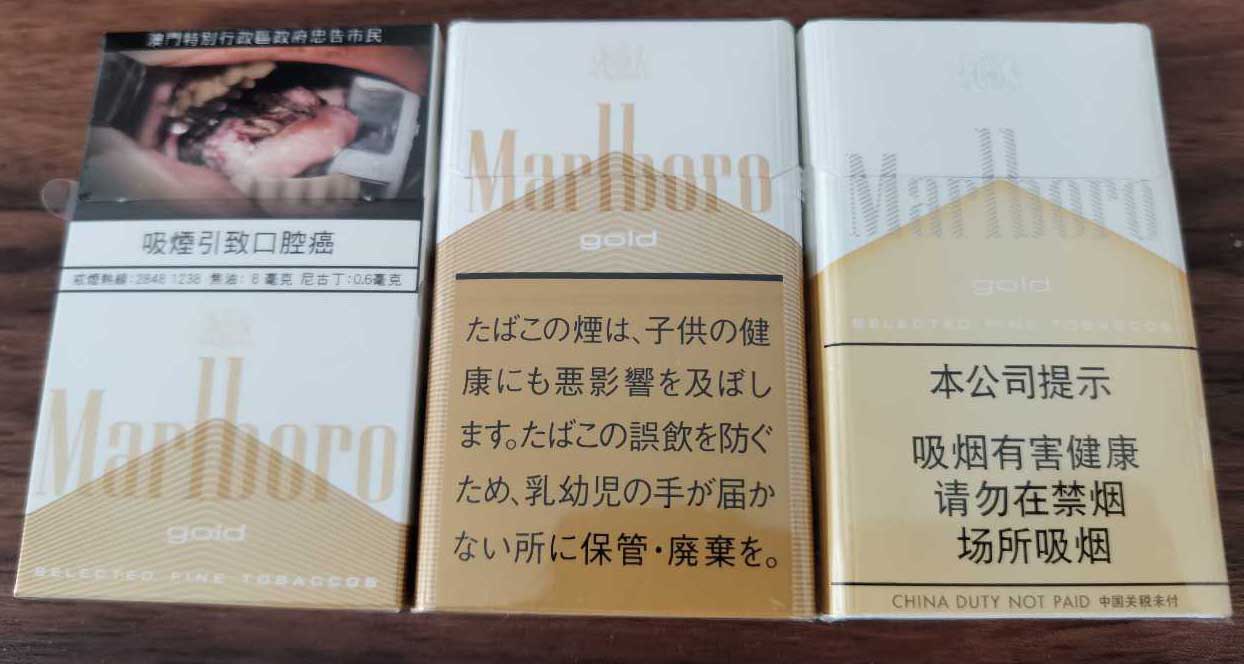 澳門特別行政區政府忠告市民
吸煙引致口腔癌
戒煙熱線:2848 1238 焦油: 8 毫克 尼古丁:0.6毫克
Marlboro
gold
SELECTED FINE TOBACCOS
Marlboro
gold
たばこの煙は、子供の健
康にも悪影響を及ぼし
ます。たばこの誤飲を防ぐ
ため、乳幼児の手が届か
ない所に保管・廃棄を。
Marlboro
gold
SELECTED FINE TOBACCOS
本公司提示
吸烟有害健康
请勿在禁烟
场所吸烟
CHINA DUTY NOT PAID 中国关税未付